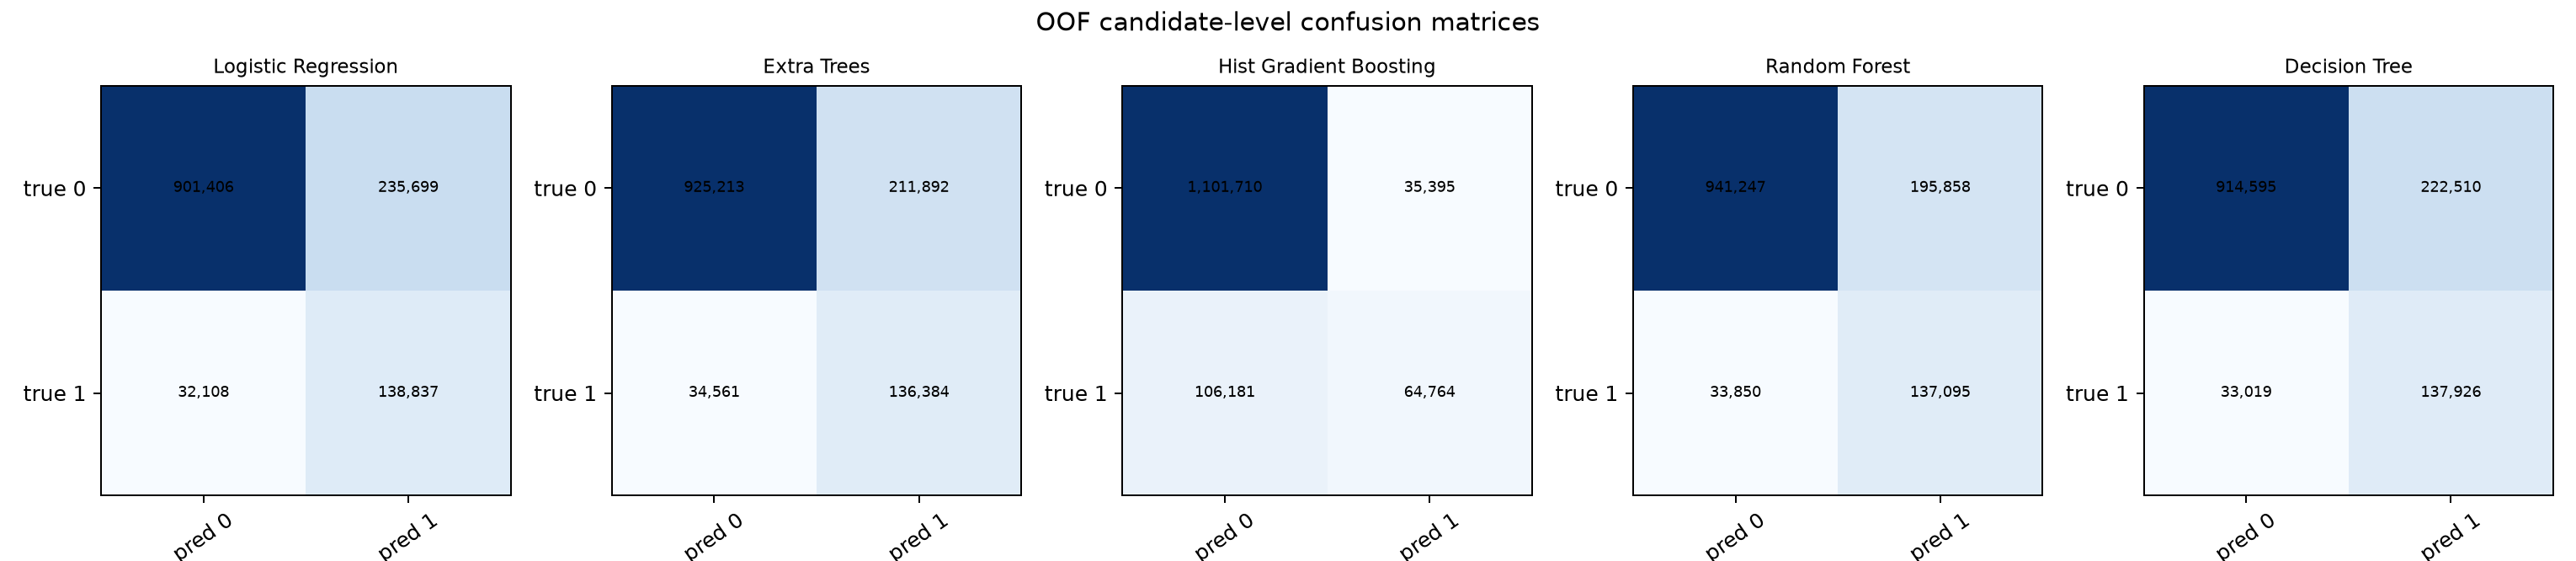 OOF candidate-level confusion matrices
Logistic Regression
true 0
901,406
235,699
true 1
32,108
138,837
pred 0
pred 1
Extra Trees
true 0
925,213
211,892
true 1
34,561
136,384
pred 0
pred 1
Hist Gradient Boosting
true 0
1,101,710
35,395
true 1
106,181
64,764
pred 0
pred 1
Random Forest
true 0
941,247
195,858
true 1
33,850
137,095
pred 0
pred 1
Decision Tree
true 0
914,595
222,510
true 1
33,019
137,926
pred 0
pred 1